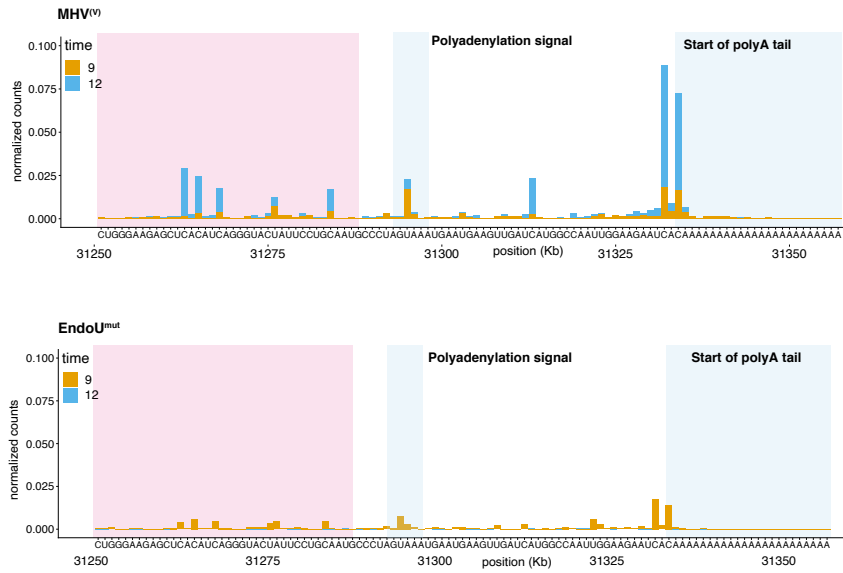 MHV(V)
Polyadenylation signal
Start of polyA tail
time
9
12
normalized counts
0.100
0.075
0.050
0.025
0.000
CUGGGAAGAGCUCACAUCAGGGUACUAUUCCUGCAAUGCCCUAGUAAAUGAAUGAAGUUGAUCAUGGCCAAUUGGAAGAAUCACAAAAAAAAAAAAAAAAAAAAAAA
31250
31275
31300
position (Kb)
31325
31350
EndoUmut
Polyadenylation signal
Start of polyA tail
time
9
12
normalized counts
0.100
0.075
0.050
0.025
0.000
CUGGGAAGAGCUCACAUCAGGGUACUAUUCCUGCAAUGCCCUAGUAAAUGAAUGAAGUUGAUCAUGGCCAAUUGGAAGAAUCACAAAAAAAAAAAAAAAAAAAAAAA
31250
31275
31300
position (Kb)
31325
31350